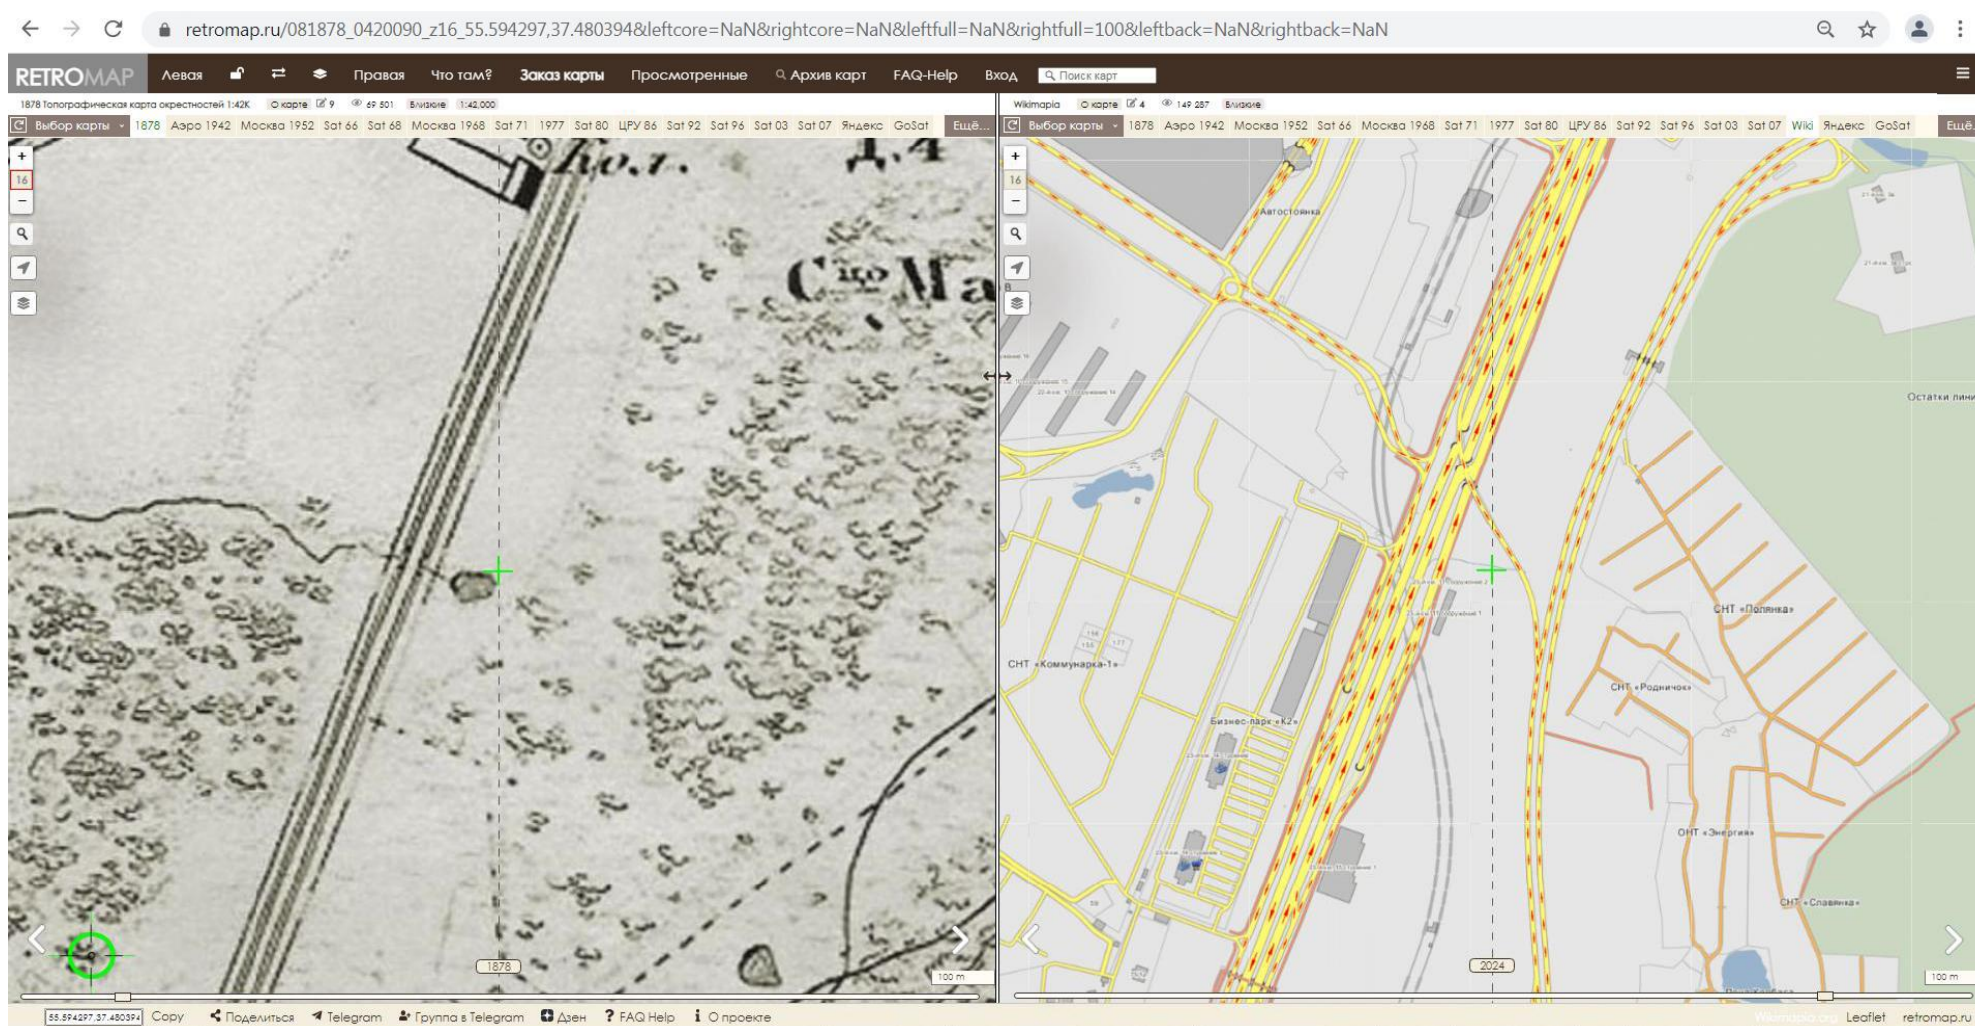 retromap.ru/081878_0420090_z16_55.594297,37.480394&leftcore=NaN&rightcore=NaN&leftfull=NaN&rightfull=100&leftback=NaN&rightback=NaN
RETROMAP Левая Правая Что там? Заказ карты Просмотренные Архив карт FAQ-Help Вход Поиск карт
1878 Топографическая карта окрестностей 1:42K О карте 9 69 501 Близкие 1:42,000
Wikimapia О карте 4 149 287 Близкие
Выбор карты 1878 Аэро 1942 Москва 1952 Sat 66 Sat 68 Москва 1968 Sat 71 1977 Sat 80 ЦРУ 86 Sat 92 Sat 96 Sat 03 Sat 07 Яндекс GoSat Ещё...
Выбор карты 1878 Аэро 1942 Москва 1952 Sat 66 Москва 1968 Sat 71 1977 Sat 80 ЦРУ 86 Sat 92 Sat 96 Sat 03 Sat 07 Wiki Яндекс GoSat Ещё.
+
16
−
Д.4
Сцо Ма
1878
100 m
+
16
−
Автостоянка
Остатки лини
СНТ «Полянка»
СНТ «Коммунарка-1»
СНТ «Родничок»
Бизнес-парк «К2»
ОНТ «Энергия»
СНТ «Славянка»
2024
100 m
55.594297,37.480394 Copy Поделиться Telegram Группа в Telegram Дзен ? FAQ Help О проекте
Wikimapia.org Leaflet retromap.ru